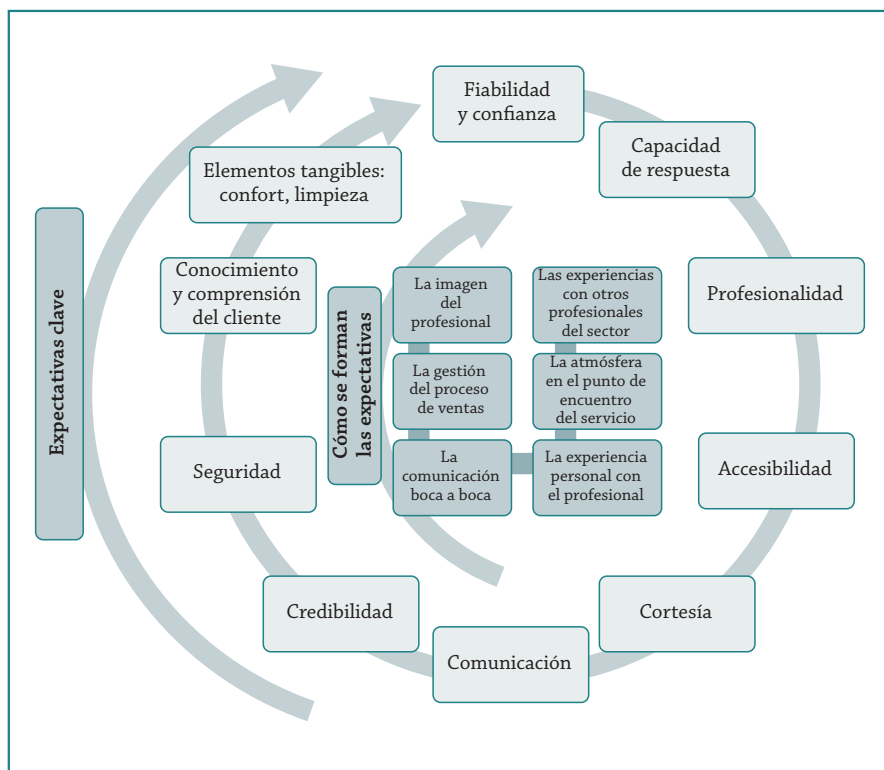 Fiabilidad
y confianza
Capacidad
de respuesta
Profesionalidad
Accesibilidad
Cortesía
Comunicación
Credibilidad
Seguridad
Conocimiento
y comprensión
del cliente
Elementos tangibles:
confort, limpieza
Expectativas clave
Cómo se forman
las expectativas
La imagen
del
profesional
La gestión
del proceso
de ventas
La
comunicación
boca a boca
La experiencia
personal con
el profesional
La atmósfera
en el punto de
encuentro
del servicio
Las experiencias
con otros
profesionales
del sector